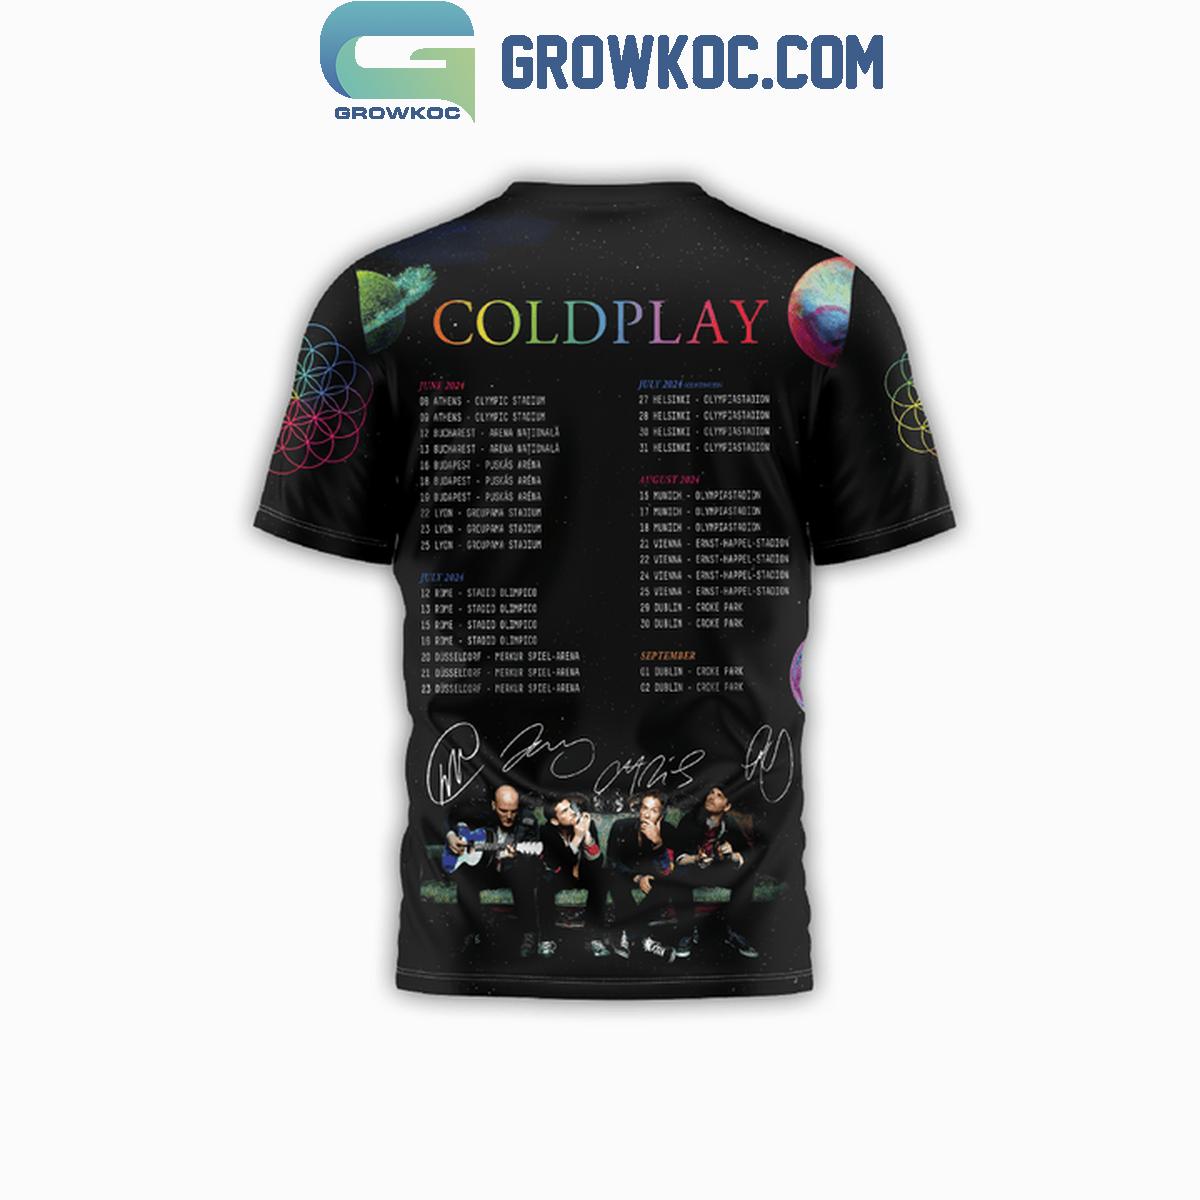 GROWKOC
GROWKOC.COM
COLDPLAY
JUNE 2024
08 ATHENS - OLYMPIC STADIUM
09 ATHENS - OLYMPIC STADIUM
12 BUCHAREST - ARENA NAȚIONALĂ
13 BUCHAREST - ARENA NAȚIONALĂ
16 BUDAPEST - PUSKÁS ARÉNA
18 BUDAPEST - PUSKÁS ARÉNA
19 BUDAPEST - PUSKÁS ARÉNA
22 LYON - GROUPAMA STADIUM
23 LYON - GROUPAMA STADIUM
25 LYON - GROUPAMA STADIUM
JULY 2024
12 ROME - STADIO OLIMPICO
13 ROME - STADIO OLIMPICO
15 ROME - STADIO OLIMPICO
16 ROME - STADIO OLIMPICO
20 DÜSSELDORF - MERKUR SPIEL-ARENA
21 DÜSSELDORF - MERKUR SPIEL-ARENA
23 DÜSSELDORF - MERKUR SPIEL-ARENA
JULY 2024 (CONTINUED)
27 HELSINKI - OLYMPIASTADION
28 HELSINKI - OLYMPIASTADION
30 HELSINKI - OLYMPIASTADION
31 HELSINKI - OLYMPIASTADION
AUGUST 2024
15 MUNICH - OLYMPIASTADION
17 MUNICH - OLYMPIASTADION
18 MUNICH - OLYMPIASTADION
21 VIENNA - ERNST-HAPPEL-STADION
22 VIENNA - ERNST-HAPPEL-STADION
24 VIENNA - ERNST-HAPPEL-STADION
25 VIENNA - ERNST-HAPPEL-STADION
29 DUBLIN - CROKE PARK
30 DUBLIN - CROKE PARK
SEPTEMBER
01 DUBLIN - CROKE PARK
02 DUBLIN - CROKE PARK